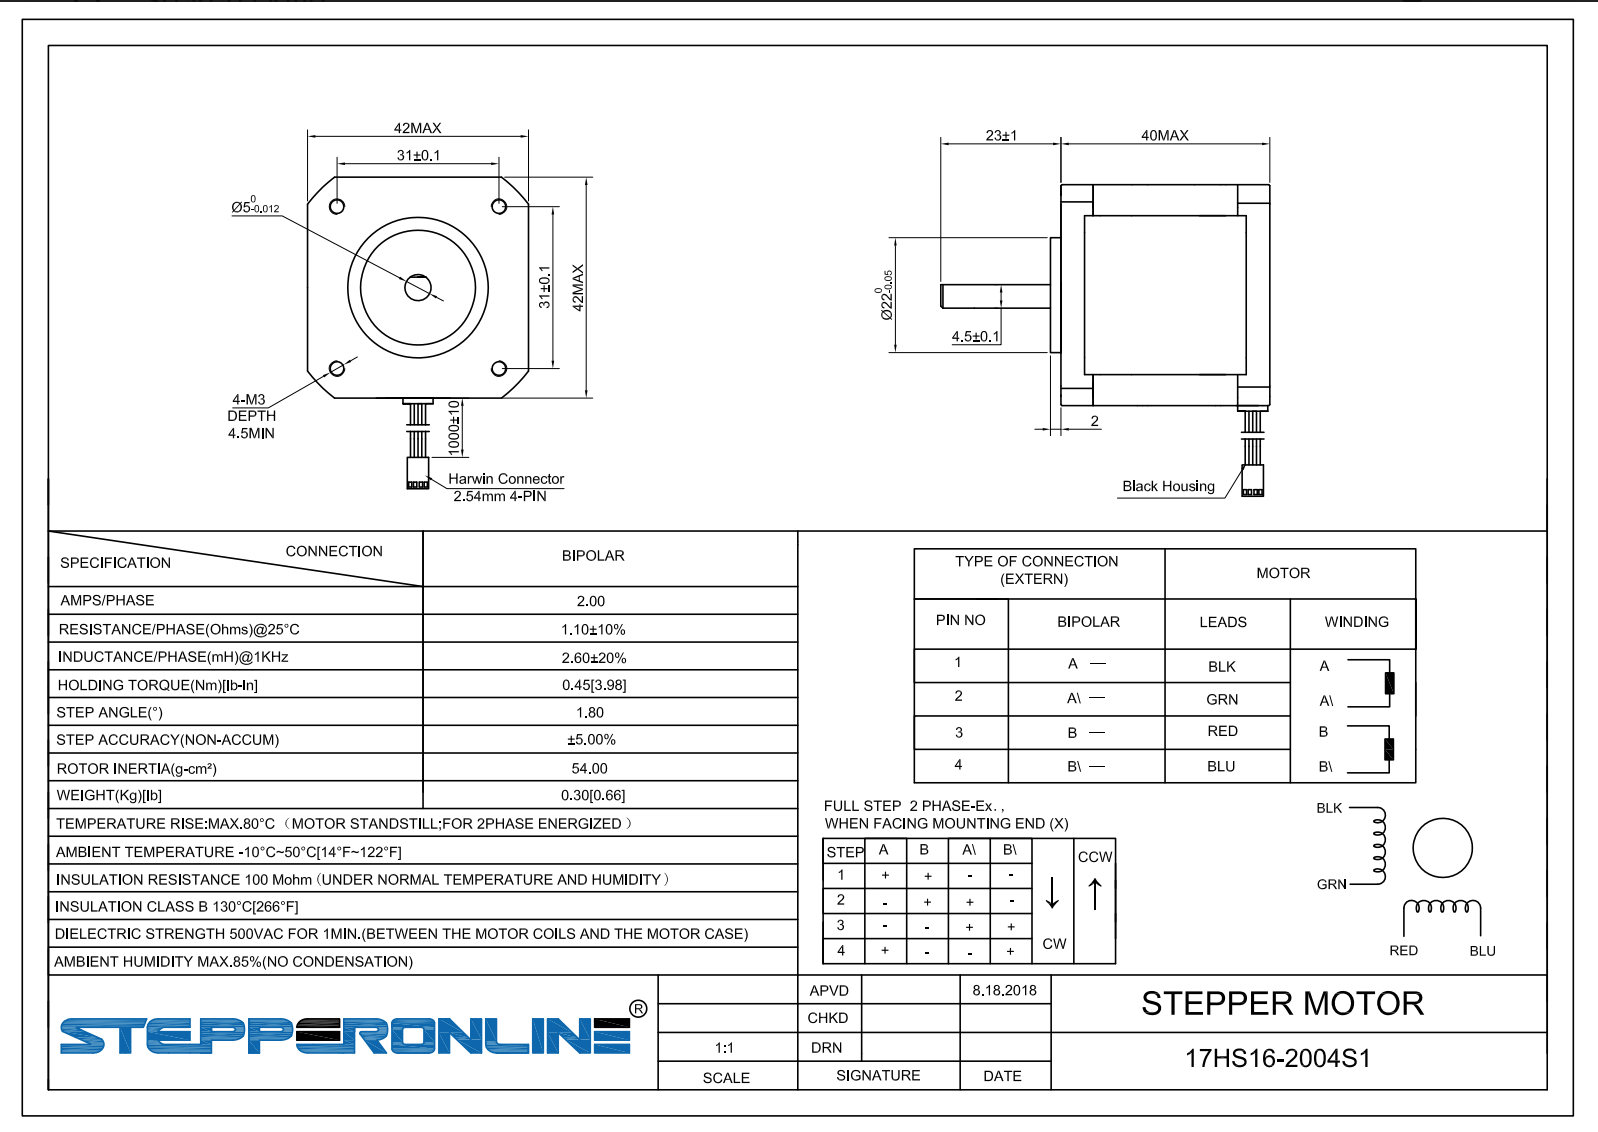 42MAX
31±0.1
Ø5 0 -0.012
31±0.1
42MAX
4-M3
DEPTH
4.5MIN
1000±10
Harwin Connector
2.54mm 4-PIN
23±1
40MAX
Ø22 0 -0.05
4.5±0.1
2
Black Housing
SPECIFICATION CONNECTION BIPOLAR
AMPS/PHASE 2.00
RESISTANCE/PHASE(Ohms)@25°C 1.10±10%
INDUCTANCE/PHASE(mH)@1KHz 2.60±20%
HOLDING TORQUE(Nm)[lb-In] 0.45[3.98]
STEP ANGLE(°) 1.80
STEP ACCURACY(NON-ACCUM) ±5.00%
ROTOR INERTIA(g-cm²) 54.00
WEIGHT(Kg)[lb] 0.30[0.66]
TEMPERATURE RISE:MAX.80°C （MOTOR STANDSTILL;FOR 2PHASE ENERGIZED）
AMBIENT TEMPERATURE -10°C~50°C[14°F~122°F]
INSULATION RESISTANCE 100 Mohm（UNDER NORMAL TEMPERATURE AND HUMIDITY）
INSULATION CLASS B 130°C[266°F]
DIELECTRIC STRENGTH 500VAC FOR 1MIN.(BETWEEN THE MOTOR COILS AND THE MOTOR CASE)
AMBIENT HUMIDITY MAX.85%(NO CONDENSATION)
TYPE OF CONNECTION
(EXTERN)
MOTOR
PIN NO BIPOLAR LEADS WINDING
1 A — BLK A
2 A\ — GRN A\
3 B — RED B
4 B\ — BLU B\
FULL STEP 2 PHASE-Ex. ,
WHEN FACING MOUNTING END (X)
STEP A B A\ B\ CCW
1 + + - -
2 - + + -
3 - - + +
4 + - - + CW
BLK
GRN
RED BLU
STEPPERONLINE®
1:1
SCALE
APVD 8.18.2018
CHKD
DRN
SIGNATURE DATE
STEPPER MOTOR
17HS16-2004S1